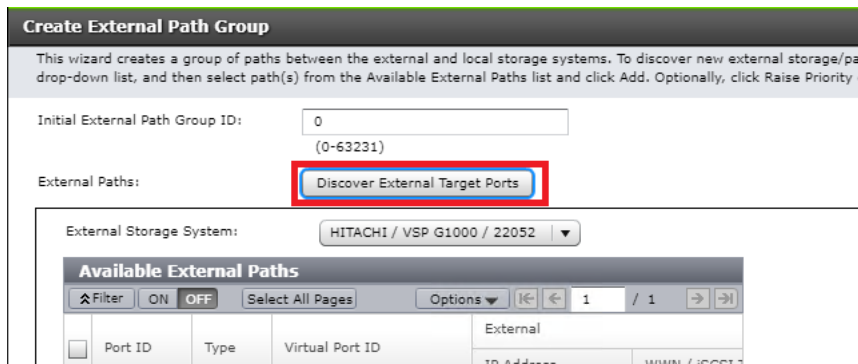 Create External Path Group
This wizard creates a group of paths between the external and local storage systems. To discover new external storage/pa
drop-down list, and then select path(s) from the Available External Paths list and click Add. Optionally, click Raise Priority
Initial External Path Group ID: 0
(0-63231)
External Paths: Discover External Target Ports
External Storage System: HITACHI / VSP G1000 / 22052
Available External Paths
Filter ON OFF Select All Pages Options 1 / 1
External
Port ID Type Virtual Port ID
IP Address WWN / iSCSI